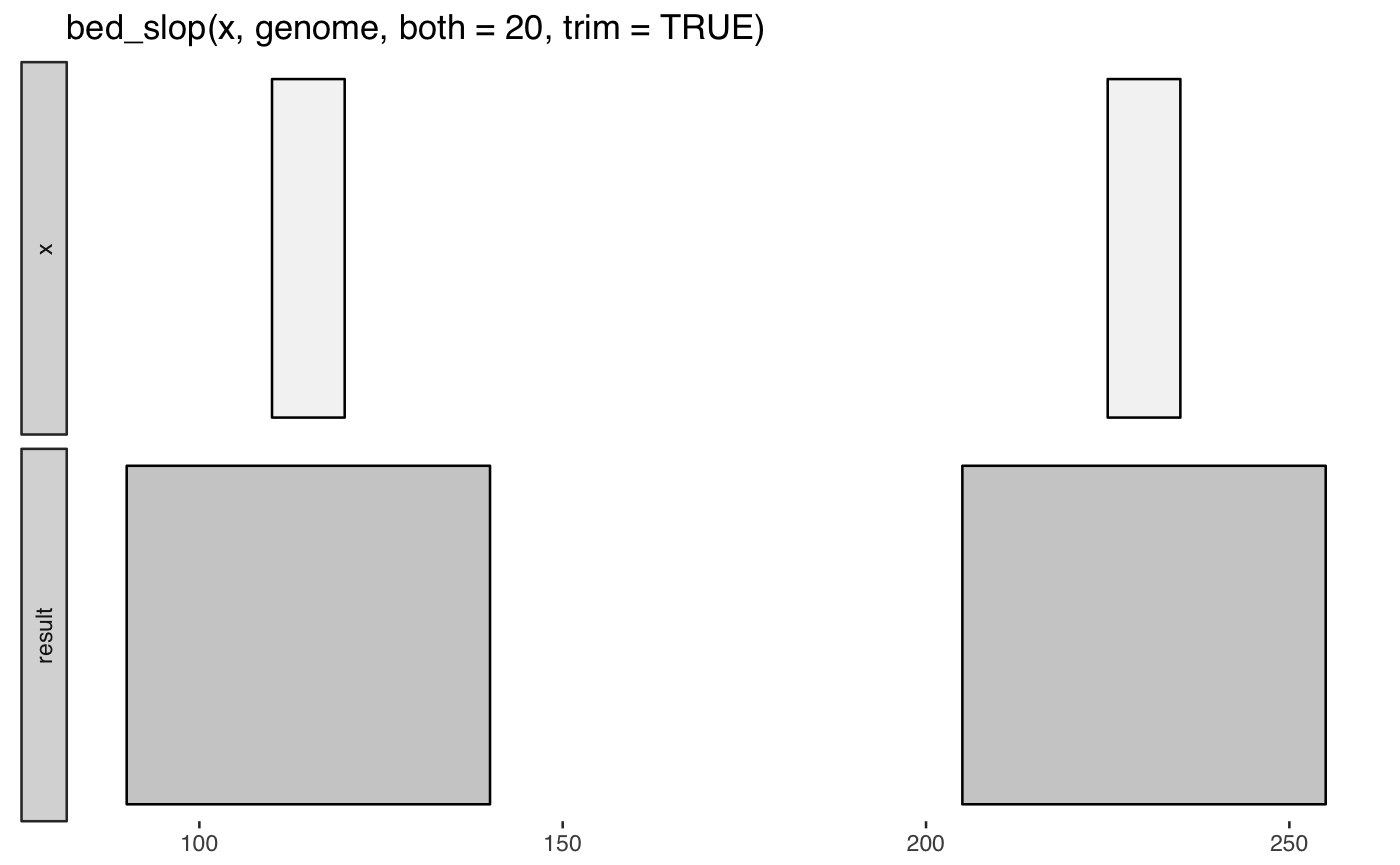 bed_slop(x, genome, both = 20, trim = TRUE)
x
result
100 150 200 250